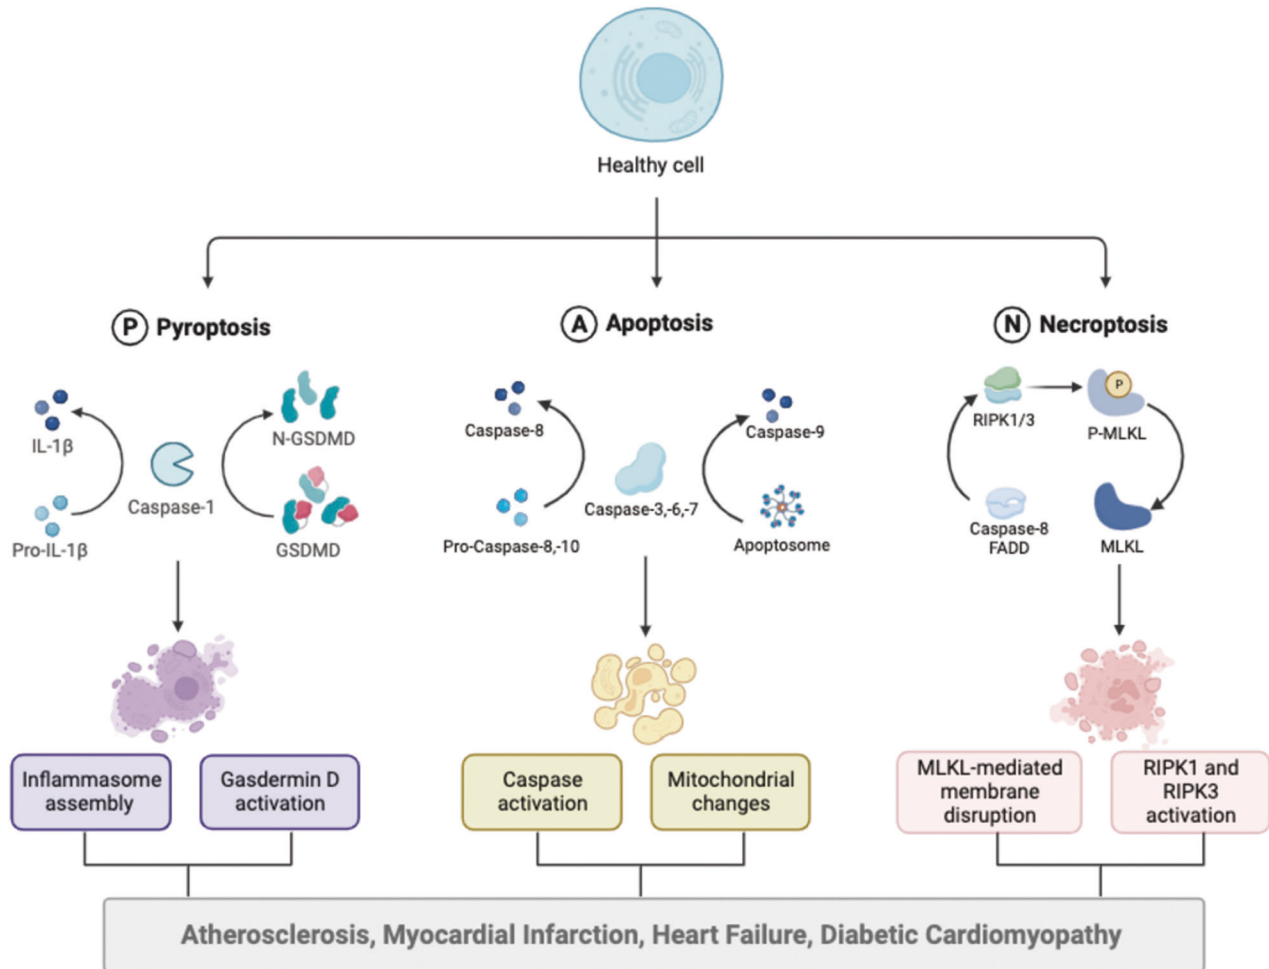 Healthy cell
P Pyroptosis
IL-1β
Pro-IL-1β
Caspase-1
N-GSDMD
GSDMD
A Apoptosis
Caspase-8
Pro-Caspase-8,-10
Caspase-3,-6,-7
Caspase-9
Apoptosome
N Necroptosis
RIPK1/3
P
P-MLKL
Caspase-8
FADD
MLKL
Inflammasome
assembly
Gasdermin D
activation
Caspase
activation
Mitochondrial
changes
MLKL-mediated
membrane
disruption
RIPK1 and
RIPK3
activation
Atherosclerosis, Myocardial Infarction, Heart Failure, Diabetic Cardiomyopathy